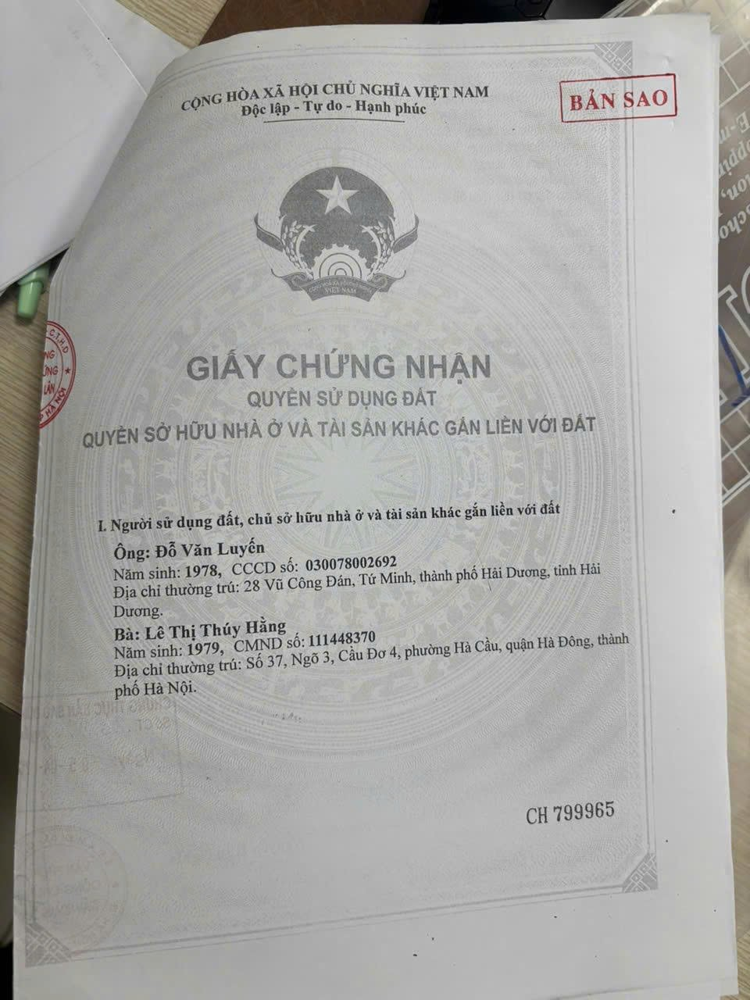 CỘNG HÒA XÃ HỘI CHỦ NGHĨA VIỆT NAM
Độc lập - Tự do - Hạnh phúc
BẢN SAO
VIỆT NAM
GIẤY CHỨNG NHẬN
QUYỀN SỬ DỤNG ĐẤT
QUYỀN SỞ HỮU NHÀ Ở VÀ TÀI SẢN KHÁC GẮN LIỀN VỚI ĐẤT
I. Người sử dụng đất, chủ sở hữu nhà ở và tài sản khác gắn liền với đất
Ông: Đỗ Văn Luyến
Năm sinh: 1978, CCCD số: 030078002692
Địa chỉ thường trú: 28 Vũ Công Đán, Tứ Minh, thành phố Hải Dương, tỉnh Hải
Dương.
Bà: Lê Thị Thúy Hằng
Năm sinh: 1979, CMND số: 111448370
Địa chỉ thường trú: Số 37, Ngõ 3, Cầu Đơ 4, phường Hà Cầu, quận Hà Đông, thành
phố Hà Nội.
CH 799965